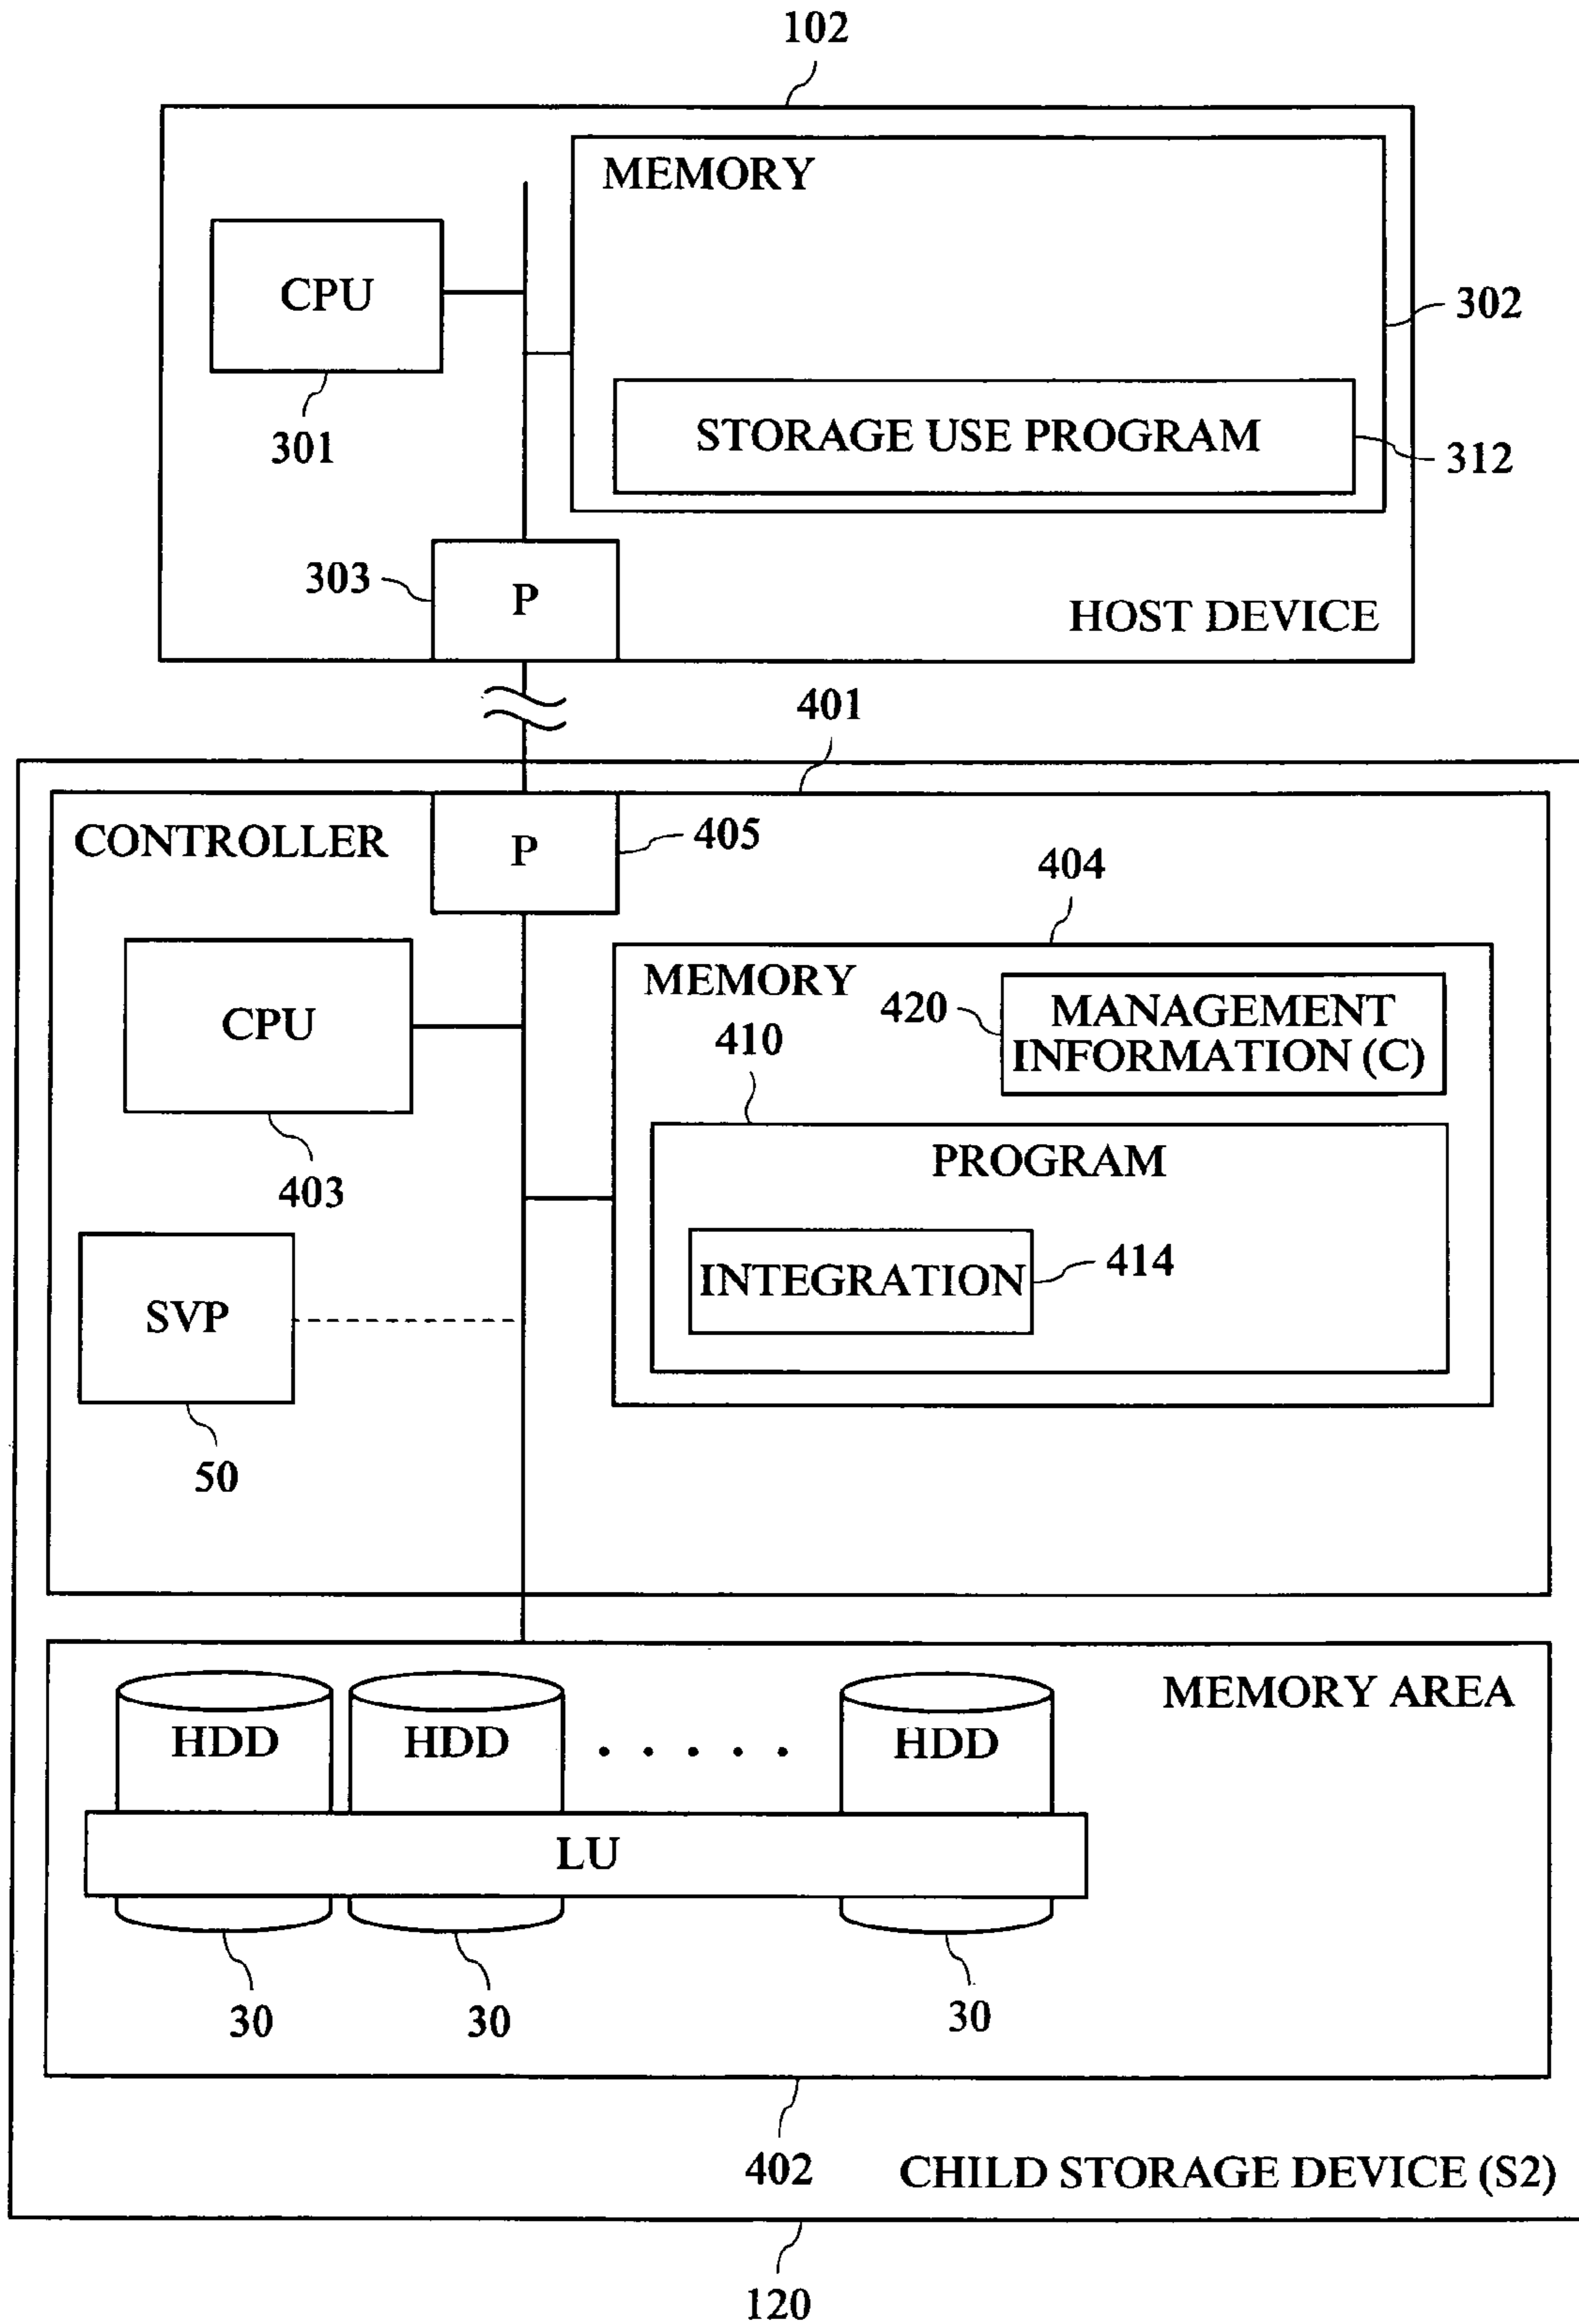 102
MEMORY
CPU
302
301
STORAGE USE PROGRAM
312
303
P
HOST DEVICE
401
CONTROLLER
P
405
404
MEMORY
420
MANAGEMENT
INFORMATION (C)
CPU
410
403
PROGRAM
SVP
INTEGRATION
414
50
MEMORY AREA
HDD
HDD
. . . . .
HDD
LU
30
30
30
402
CHILD STORAGE DEVICE (S2)
120